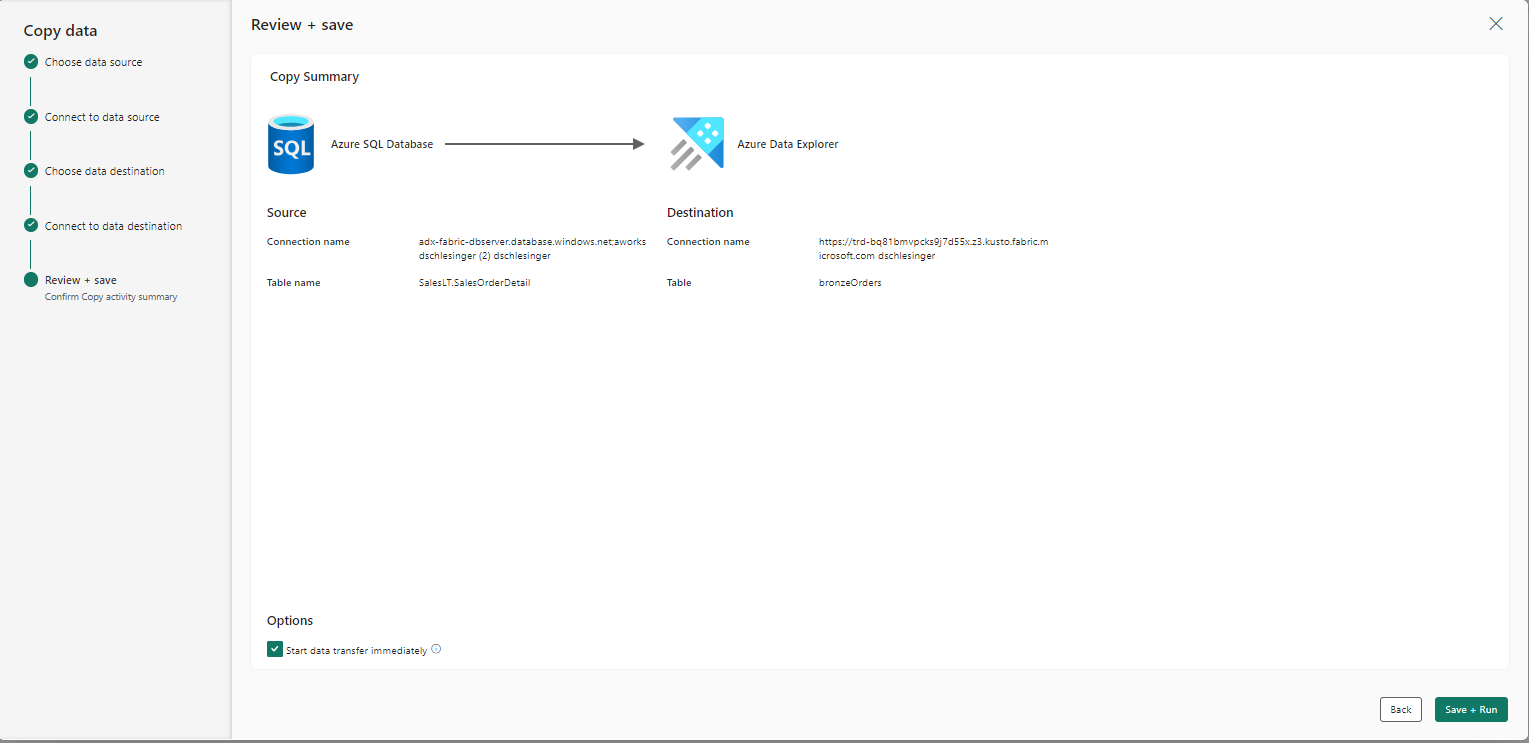 Copy data
Choose data source
Connect to data source
Choose data destination
Connect to data destination
Review + save
Confirm Copy activity summary
Review + save
Copy Summary
SQL
Azure SQL Database
Azure Data Explorer
Source
Connection name
adx-fabric-dbserver.database.windows.net;aworks
dschlesinger (2) dschlesinger
Table name
SalesLT.SalesOrderDetail
Destination
Connection name
https://trd-bq81bmvpcks9j7d55x.z3.kusto.fabric.m
icrosoft.com dschlesinger
Table
bronzeOrders
Options
Start data transfer immediately
Back
Save + Run